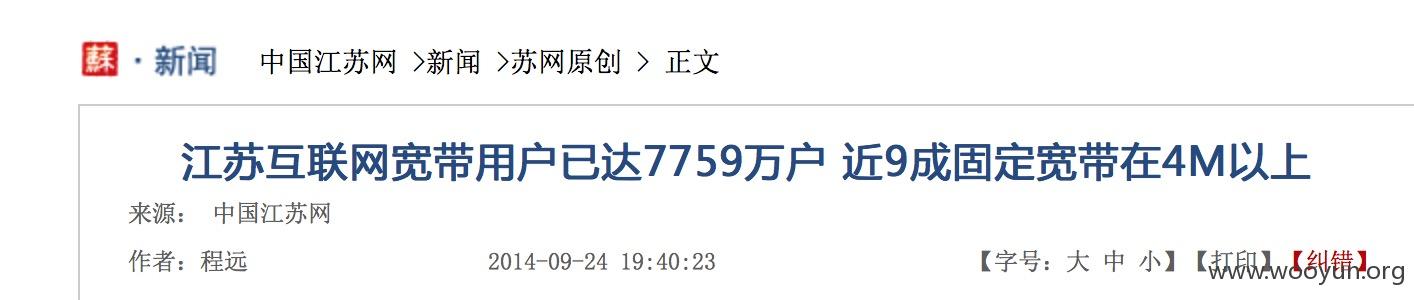 蘇·新闻 中国江苏网 >新闻 >苏网原创 > 正文
江苏互联网宽带用户已达7759万户 近9成固定宽带在4M以上
来源： 中国江苏网
作者：程远 2014-09-24 19:40:23 【字号：大 中 小】【打印】【纠错】
www.wooyun.org